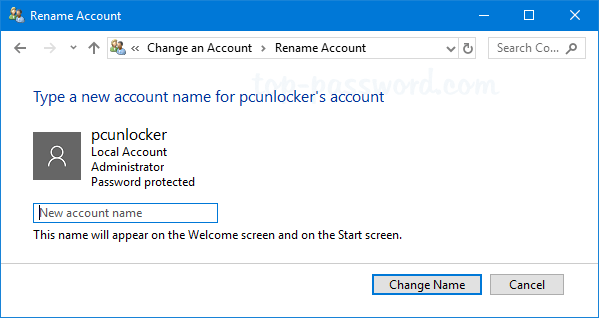 Rename Account
« Change an Account > Rename Account
Search Co...
top-password.com
Type a new account name for pcunlocker's account
pcunlocker
Local Account
Administrator
Password protected
New account name
This name will appear on the Welcome screen and on the Start screen.
Change Name
Cancel